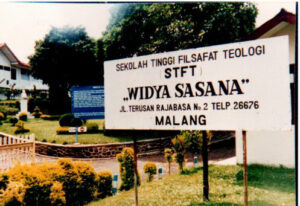 SEKOLAH TINGGI FILSAFAT TEOLOGI
(STFT)
„WIDYA SASANA"
JL. TERUSAN RAJABASA No 2 TELP 26676
MALANG